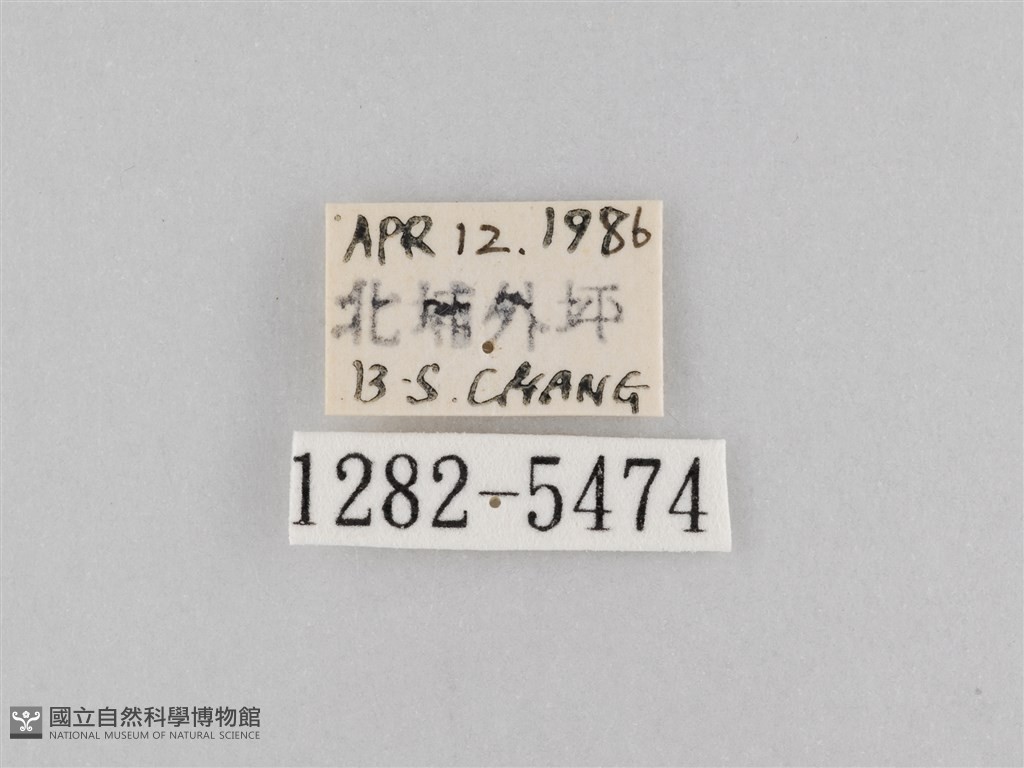 APR 12. 1986
北埔外坪
B.S. CHANG
1282-5474
國立自然科學博物館
NATIONAL MUSEUM OF NATURAL SCIENCE